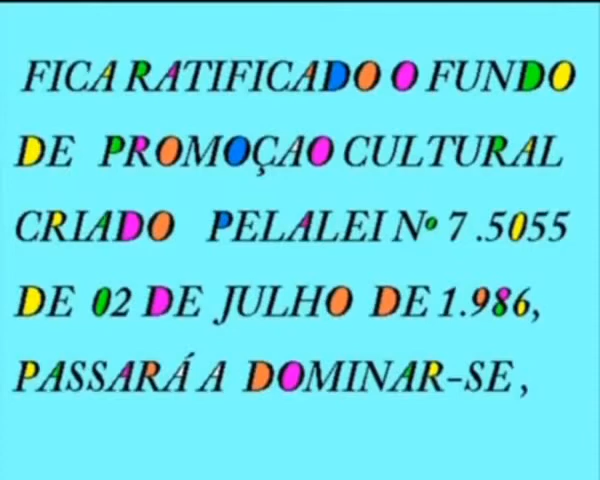 FICA RATIFICADO O FUNDO
DE PROMOÇAO CULTURAL
CRIADO PELALEI Nº 7.5055
DE 02 DE JULHO DE 1.986,
PASSARÁ A DOMINAR-SE,